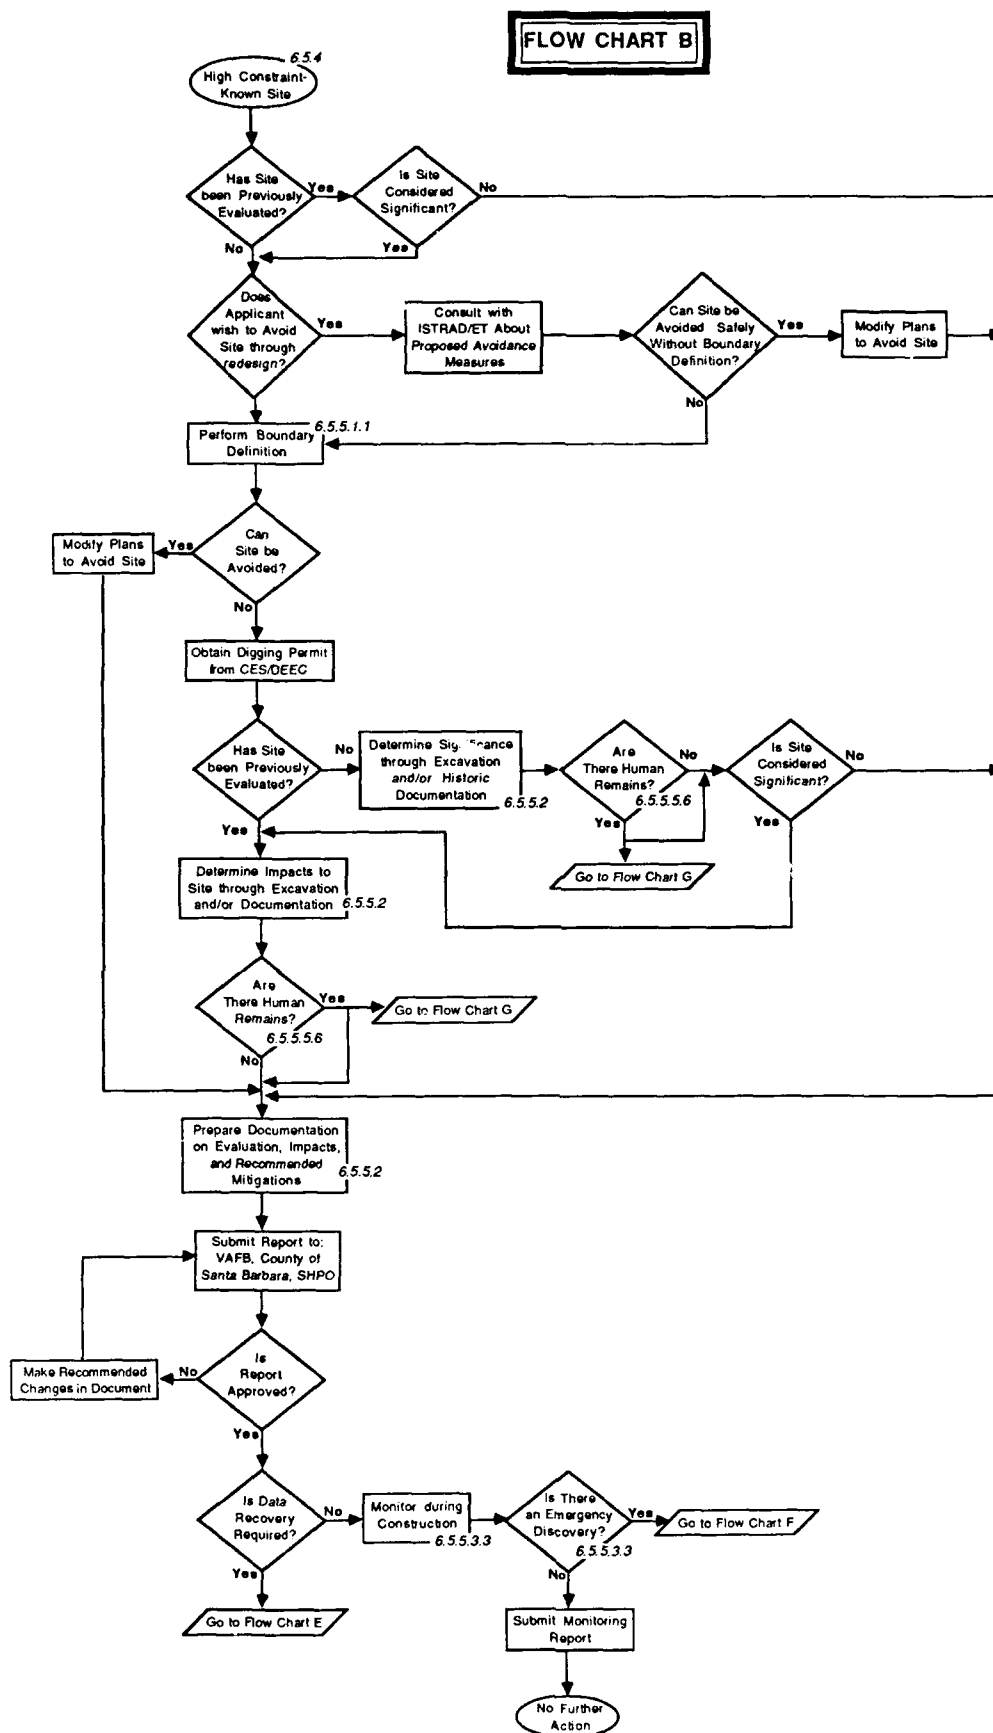 FLOW CHART B
6.5.4
High Constraint-
Known Site
Has Site
been Previously
Evaluated?
Yes
No
Is Site
Considered
Significant?
No
Yes
Does
Applicant
wish to Avoid
Site through
redesign?
Yes
Consult with
ISTRAD/ET About
Proposed Avoidance
Measures
Can Site be
Avoided Safely
Without Boundary
Definition?
Yes
No
Modify Plans
to Avoid Site
6.5.5.1.1
Perform Boundary
Definition
Can
Site be
Avoided?
Yes
No
Modify Plans
to Avoid Site
Obtain Digging Permit
from CES/DEEC
Has Site
been Previously
Evaluated?
No
Yes
Determine Significance
through Excavation
and/or Historic
Documentation
6.5.5.2
Are
There Human
Remains?
6.5.5.5.6
No
Yes
Go to Flow Chart G
Is Site
Considered
Significant?
No
Yes
Determine Impacts to
Site through Excavation
and/or Documentation
6.5.5.2
Are
There Human
Remains?
6.5.5.5.6
Yes
No
Go to Flow Chart G
Prepare Documentation
on Evaluation, Impacts,
and Recommended
Mitigations
6.5.5.2
Submit Report to:
VAFB, County of
Santa Barbara, SHPO
Is
Report
Approved?
No
Yes
Make Recommended
Changes in Document
Is Data
Recovery
Required?
No
Yes
Monitor during
Construction
6.5.5.3.3
Is There
an Emergency
Discovery?
6.5.5.3.3
Yes
No
Go to Flow Chart F
Go to Flow Chart E
Submit Monitoring
Report
No Further
Action